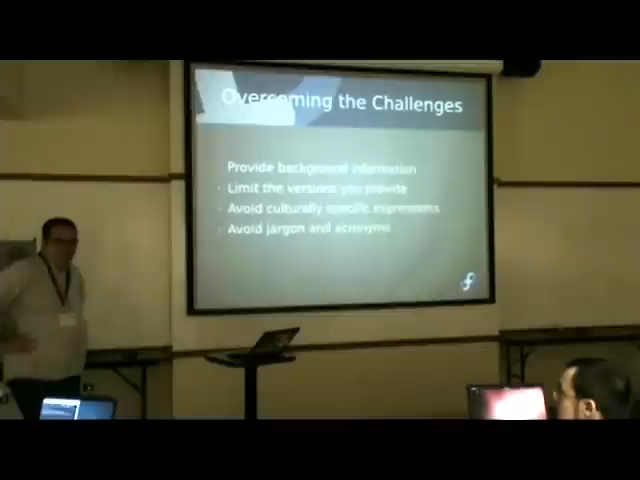 Overcoming the Challenges
Provide background information
Limit the versions you provide
Avoid culturally specific expressions
Avoid jargon and acronyms